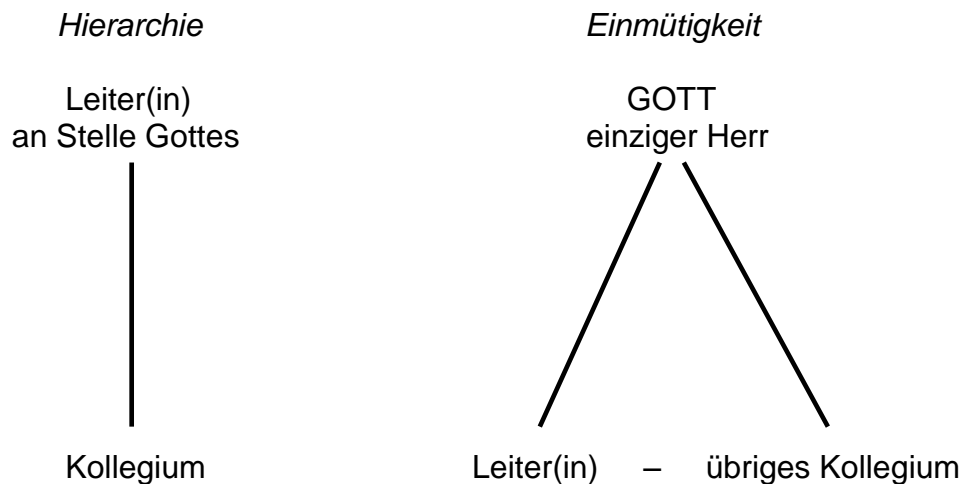 Hierarchie
Einmütigkeit
Leiter(in)
an Stelle Gottes
GOTT
einziger Herr
Kollegium
Leiter(in) – übriges Kollegium